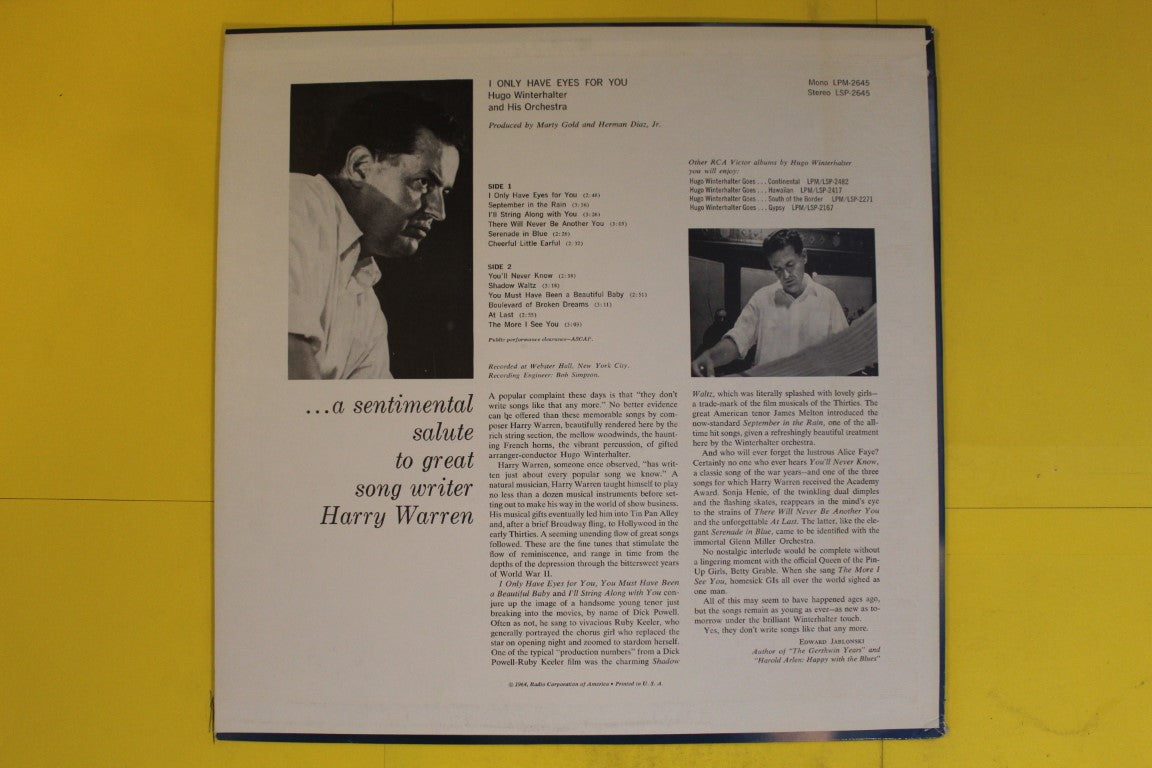 I ONLY HAVE EYES FOR YOU
Hugo Winterhalter
and His Orchestra
Produced by Marty Gold and Herman Diaz, Jr.
Mono LPM-2645
Stereo LSP-2645
SIDE 1
I Only Have Eyes for You (2:48)
September in the Rain (3:26)
I'll String Along with You (3:26)
There Will Never Be Another You (3:05)
Serenade in Blue (2:26)
Cheerful Little Earful (2:32)
SIDE 2
You'll Never Know (2:39)
Shadow Waltz (3:18)
You Must Have Been a Beautiful Baby (2:51)
Boulevard of Broken Dreams (3:11)
At Last (2:55)
The More I See You (3:03)
Public performance clearance—ASCAP.
Recorded at Webster Hall, New York City.
Recording Engineer: Bob Simpson.
Other RCA Victor albums by Hugo Winterhalter
you will enjoy:
Hugo Winterhalter Goes . . . Continental LPM/LSP-2482
Hugo Winterhalter Goes . . . Hawaiian LPM/LSP-2417
Hugo Winterhalter Goes . . . South of the Border LPM/LSP-2271
Hugo Winterhalter Goes . . . Gypsy LPM/LSP-2167
...a sentimental
salute
to great
song writer
Harry Warren
A popular complaint these days is that "they don't
write songs like that any more." No better evidence
can be offered than these memorable songs by com-
poser Harry Warren, beautifully rendered here by the
rich string section, the mellow woodwinds, the haunt-
ing French horns, the vibrant percussion, of gifted
arranger-conductor Hugo Winterhalter.
Harry Warren, someone once observed, "has writ-
ten just about every popular song we know." A
natural musician, Harry Warren taught himself to play
no less than a dozen musical instruments before set-
ting out to make his way in the world of show business.
His musical gifts eventually led him into Tin Pan Alley
and, after a brief Broadway fling, to Hollywood in the
early Thirties. A seeming unending flow of great songs
followed. These are the fine tunes that stimulate the
flow of reminiscence, and range in time from the
depths of the depression through the bittersweet years
of World War II.
I Only Have Eyes for You, You Must Have Been
a Beautiful Baby and I'll String Along with You con-
jure up the image of a handsome young tenor just
breaking into the movies, by name of Dick Powell.
Often as not, he sang to vivacious Ruby Keeler, who
generally portrayed the chorus girl who replaced the
star on opening night and zoomed to stardom herself.
One of the typical "production numbers" from a Dick
Powell-Ruby Keeler film was the charming Shadow
Waltz, which was literally splashed with lovely girls—
a trade-mark of the film musicals of the Thirties. The
great American tenor James Melton introduced the
now-standard September in the Rain, one of the all-
time hit songs, given a refreshingly beautiful treatment
here by the Winterhalter orchestra.
And who will ever forget the lustrous Alice Faye?
Certainly no one who ever hears You'll Never Know,
a classic song of the war years—and one of the three
songs for which Harry Warren received the Academy
Award. Sonja Henie, of the twinkling dual dimples
and the flashing skates, reappears in the mind's eye
to the strains of There Will Never Be Another You
and the unforgettable At Last. The latter, like the ele-
gant Serenade in Blue, came to be identified with the
immortal Glenn Miller Orchestra.
No nostalgic interlude would be complete without
a lingering moment with the official Queen of the Pin-
Up Girls, Betty Grable. When she sang The More I
See You, homesick GIs all over the world sighed as
one man.
All of this may seem to have happened ages ago,
but the songs remain as young as ever—as new as to-
morrow under the brilliant Winterhalter touch.
Yes, they don't write songs like that any more.
EDWARD JABLONSKI
Author of "The Gershwin Years" and
"Harold Arlen: Happy with the Blues"
© 1964, Radio Corporation of America • Printed in U. S. A.